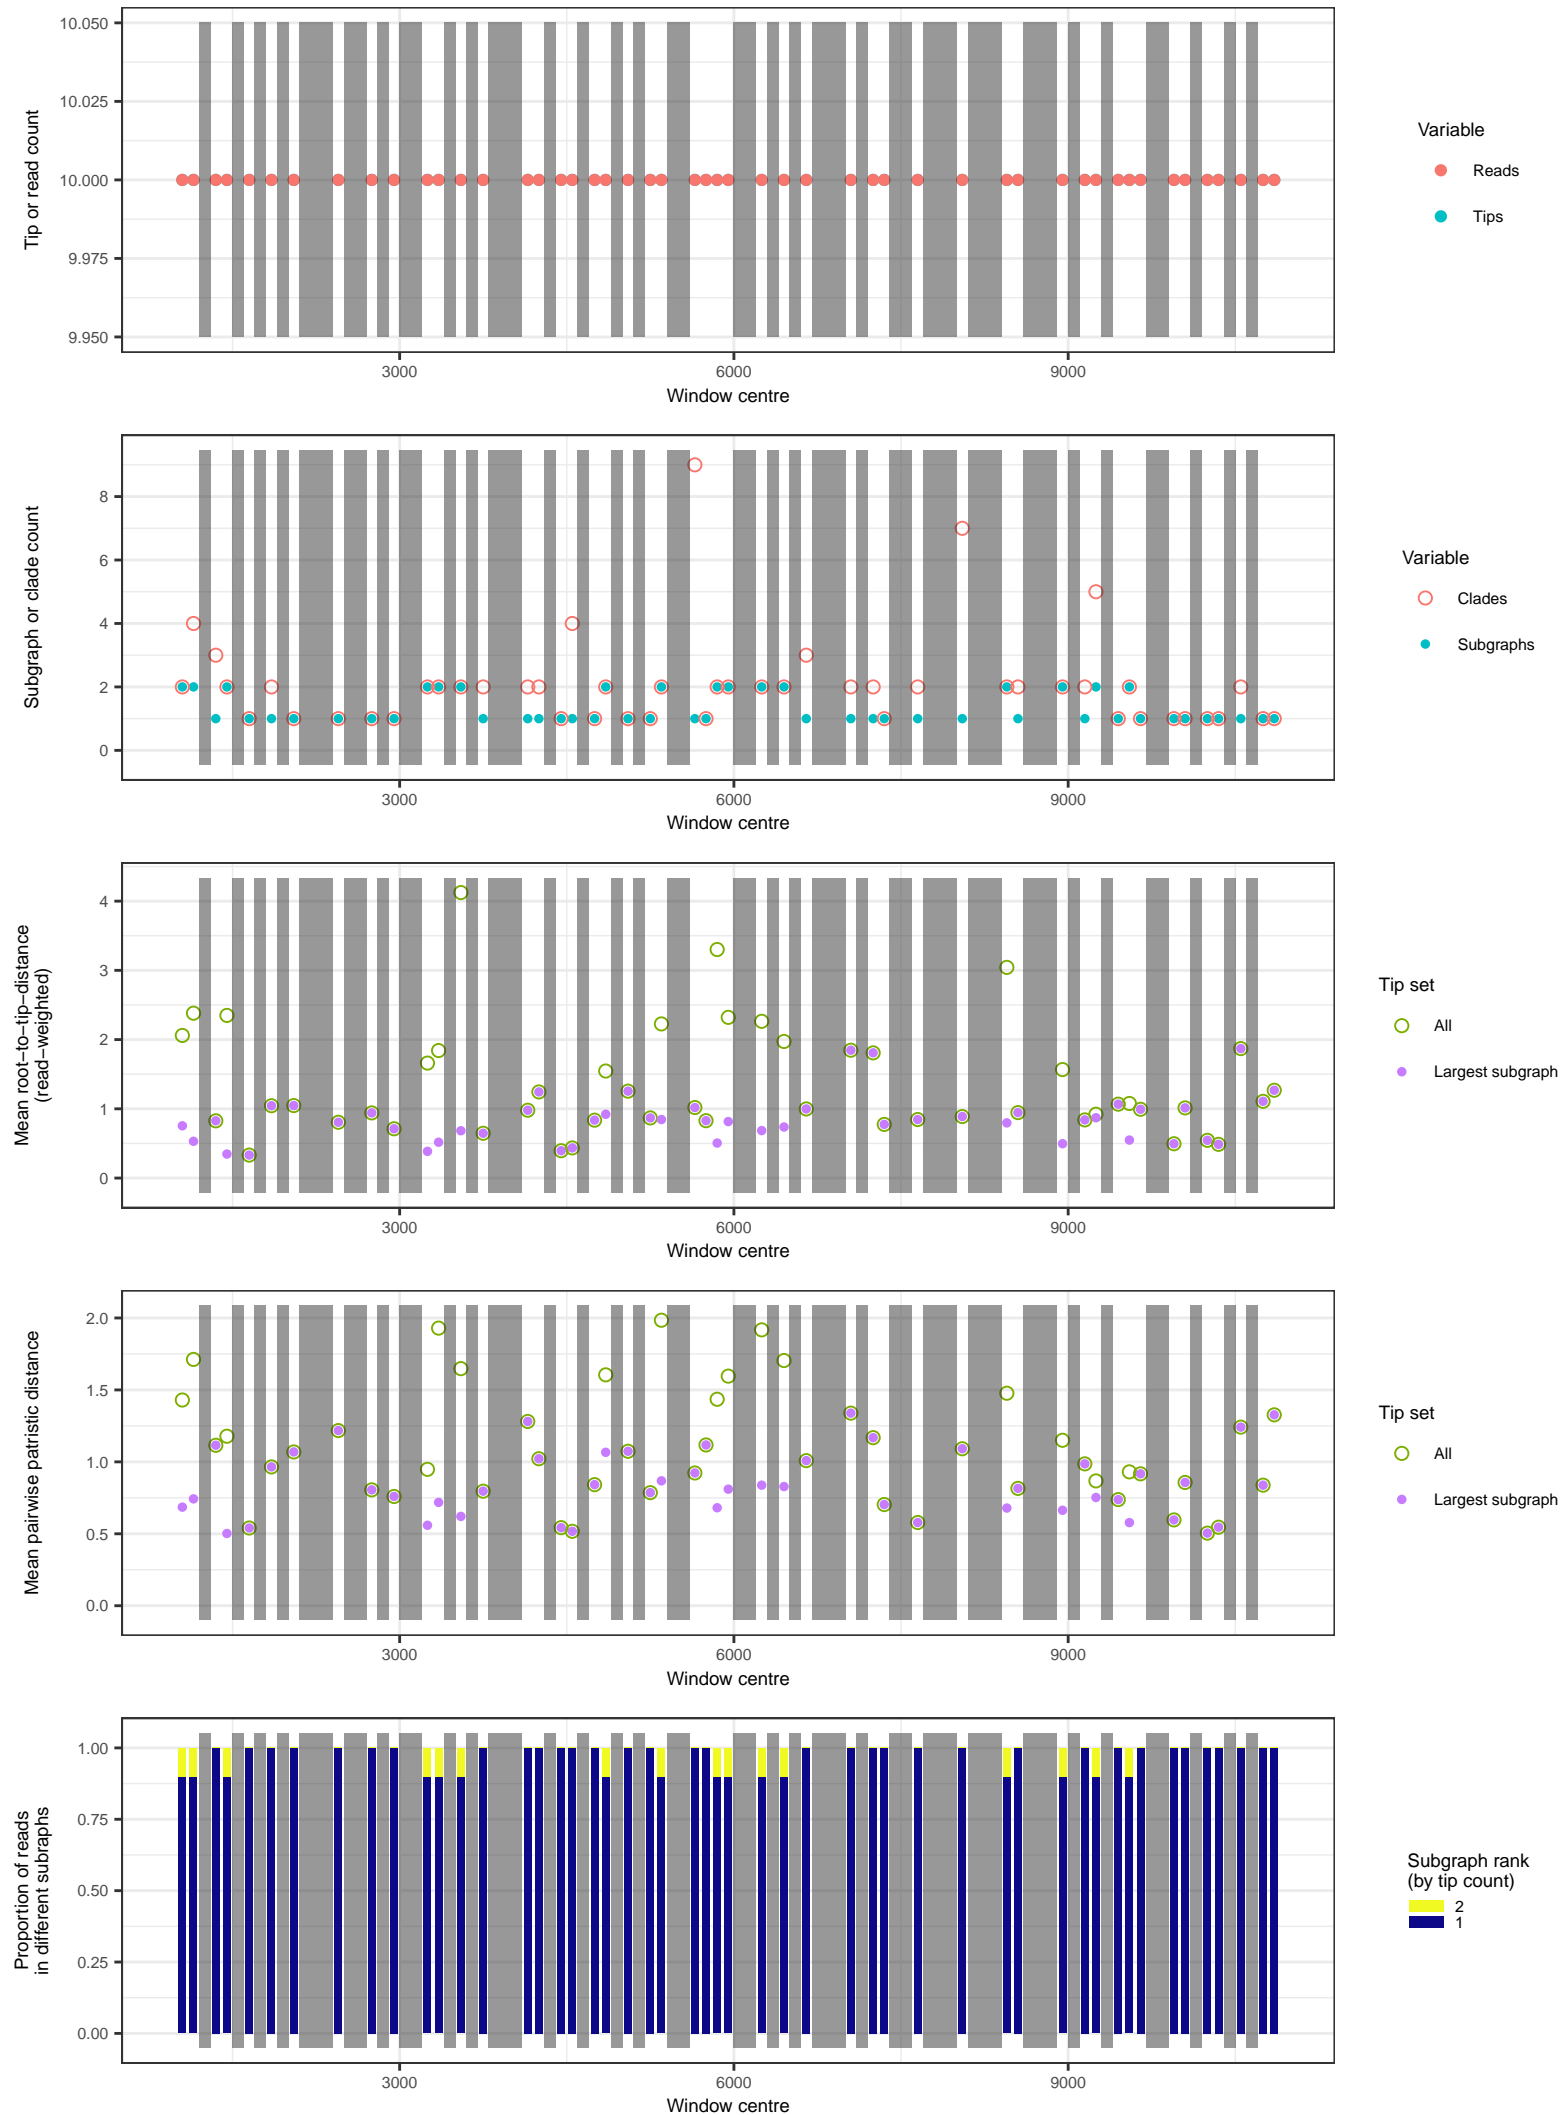 10.050
10.025
10.000
9.975
9.950
Tip or read count
3000
6000
9000
Window centre
Variable
Reads
Tips
8
6
4
2
0
Subgraph or clade count
3000
6000
9000
Window centre
Variable
Clades
Subgraphs
4
3
2
1
0
Mean root−to−tip−distance
(read−weighted)
3000
6000
9000
Window centre
Tip set
All
Largest subgraph
2.0
1.5
1.0
0.5
0.0
Mean pairwise patristic distance
3000
6000
9000
Window centre
Tip set
All
Largest subgraph
1.00
0.75
0.50
0.25
0.00
Proportion of reads
in different subraphs
3000
6000
9000
Window centre
Subgraph rank
(by tip count)
2
1